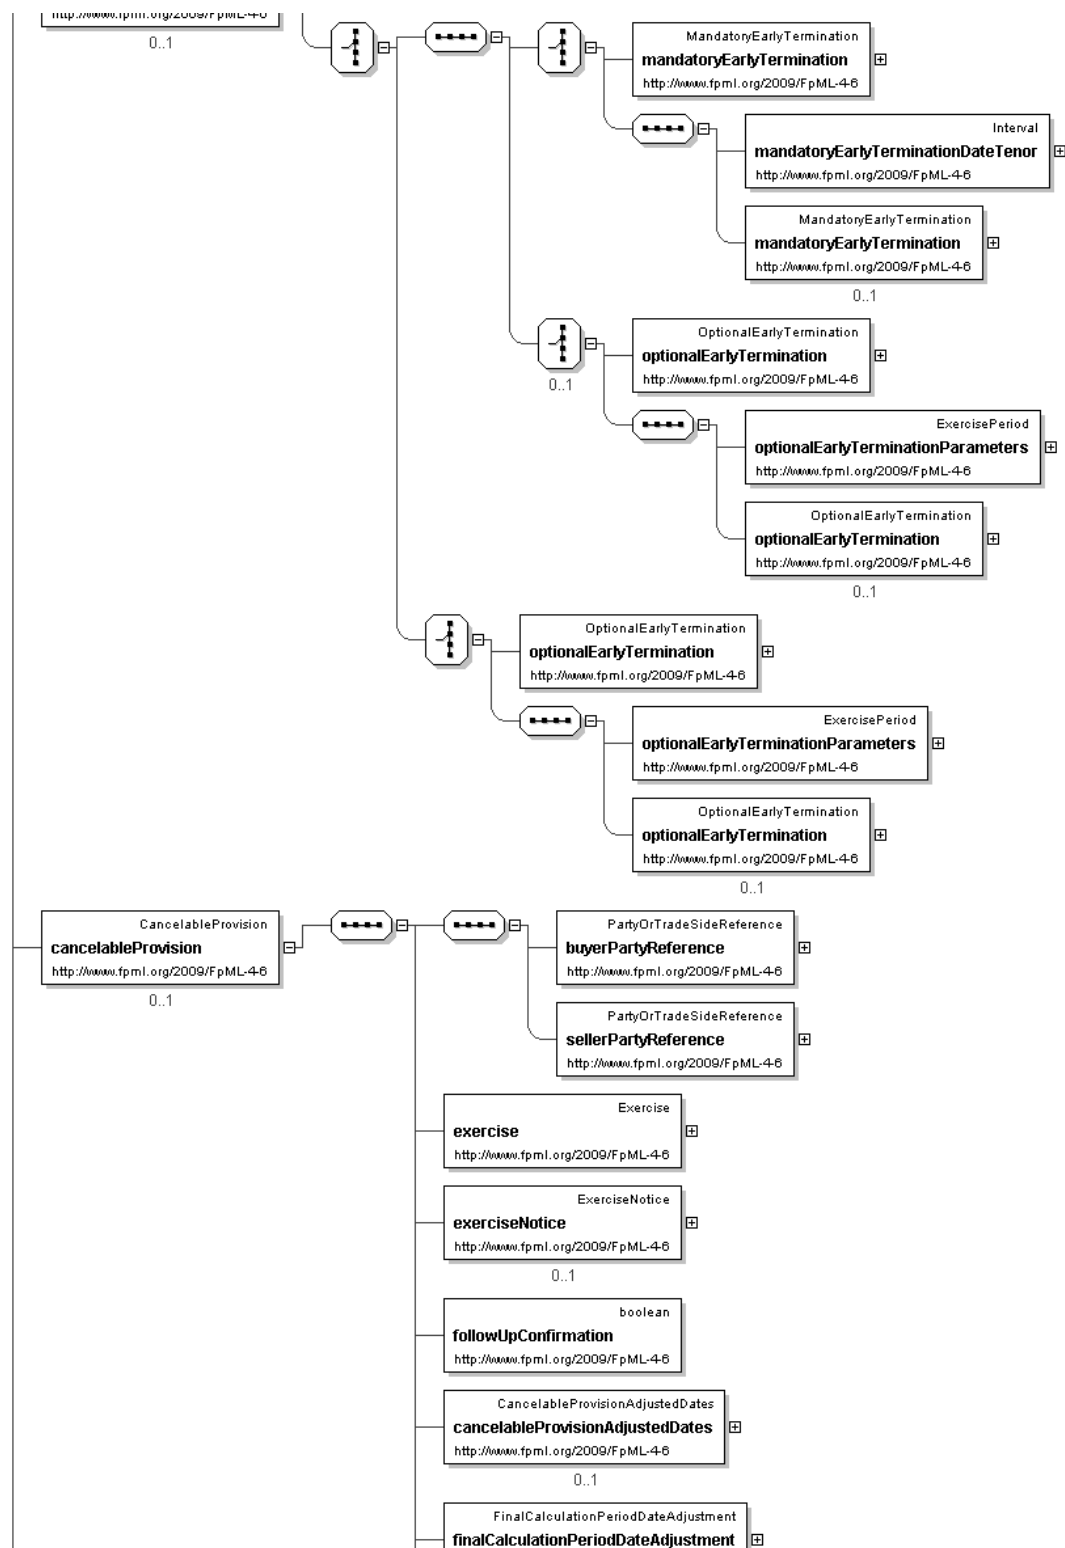 http://www.fpml.org/2009/FpML-4-6
0..1
MandatoryEarlyTermination
mandatoryEarlyTermination
http://www.fpml.org/2009/FpML-4-6
Interval
mandatoryEarlyTerminationDateTenor
http://www.fpml.org/2009/FpML-4-6
MandatoryEarlyTermination
mandatoryEarlyTermination
http://www.fpml.org/2009/FpML-4-6
0..1
OptionalEarlyTermination
optionalEarlyTermination
http://www.fpml.org/2009/FpML-4-6
0..1
ExercisePeriod
optionalEarlyTerminationParameters
http://www.fpml.org/2009/FpML-4-6
OptionalEarlyTermination
optionalEarlyTermination
http://www.fpml.org/2009/FpML-4-6
0..1
OptionalEarlyTermination
optionalEarlyTermination
http://www.fpml.org/2009/FpML-4-6
ExercisePeriod
optionalEarlyTerminationParameters
http://www.fpml.org/2009/FpML-4-6
OptionalEarlyTermination
optionalEarlyTermination
http://www.fpml.org/2009/FpML-4-6
0..1
CancelableProvision
cancelableProvision
http://www.fpml.org/2009/FpML-4-6
0..1
PartyOrTradeSideReference
buyerPartyReference
http://www.fpml.org/2009/FpML-4-6
PartyOrTradeSideReference
sellerPartyReference
http://www.fpml.org/2009/FpML-4-6
Exercise
exercise
http://www.fpml.org/2009/FpML-4-6
ExerciseNotice
exerciseNotice
http://www.fpml.org/2009/FpML-4-6
0..1
boolean
followUpConfirmation
http://www.fpml.org/2009/FpML-4-6
CancelableProvisionAdjustedDates
cancelableProvisionAdjustedDates
http://www.fpml.org/2009/FpML-4-6
0..1
FinalCalculationPeriodDateAdjustment
finalCalculationPeriodDateAdjustment